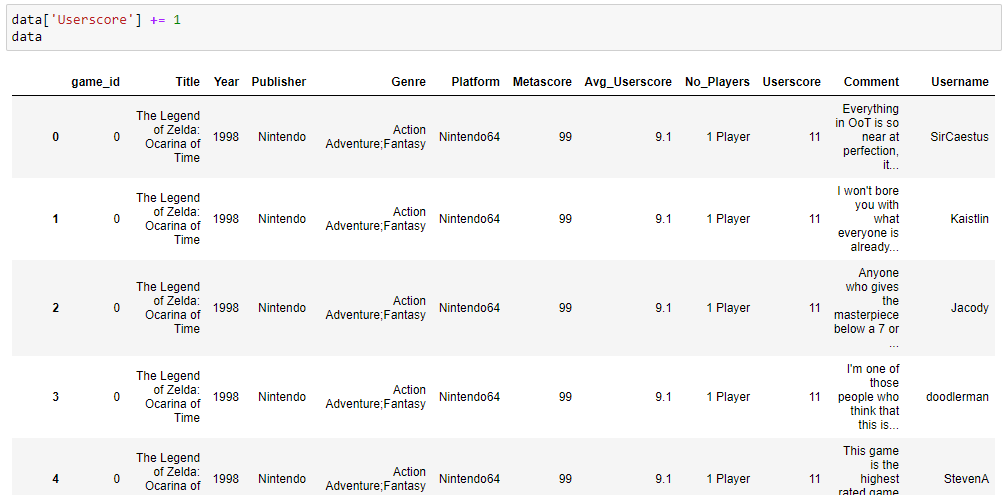 data['Userscore'] += 1
data
game_id Title Year Publisher Genre Platform Metascore Avg_Userscore No_Players Userscore Comment Username
0 0 The Legend of Zelda: Ocarina of Time 1998 Nintendo Action Adventure;Fantasy Nintendo64 99 9.1 1 Player 11 Everything in OoT is so near at perfection, it... SirCaestus
1 0 The Legend of Zelda: Ocarina of Time 1998 Nintendo Action Adventure;Fantasy Nintendo64 99 9.1 1 Player 11 I won't bore you with what everyone is already... Kaistlin
2 0 The Legend of Zelda: Ocarina of Time 1998 Nintendo Action Adventure;Fantasy Nintendo64 99 9.1 1 Player 11 Anyone who gives the masterpiece below a 7 or ... Jacody
3 0 The Legend of Zelda: Ocarina of Time 1998 Nintendo Action Adventure;Fantasy Nintendo64 99 9.1 1 Player 11 I'm one of those people who think that this is... doodlerman
4 0 The Legend of Zelda: Ocarina of 1998 Nintendo Action Adventure;Fantasy Nintendo64 99 9.1 1 Player 11 This game is the highest rated game StevenA